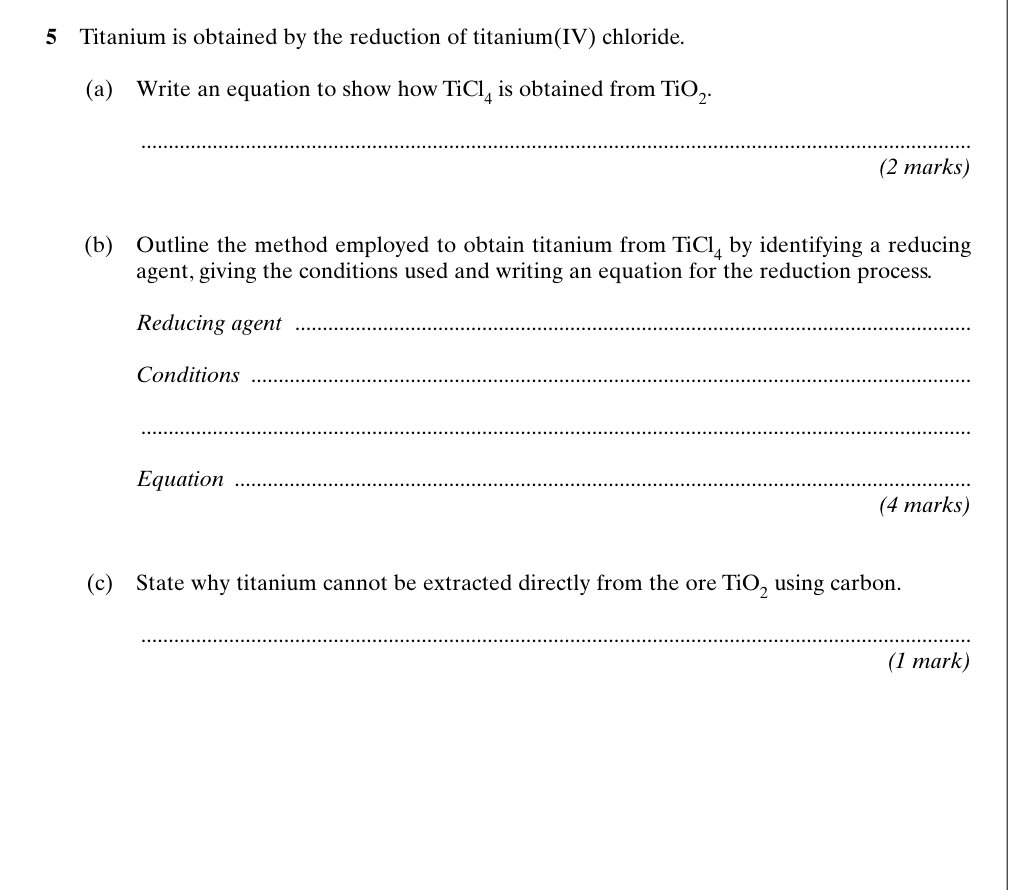 5 Titanium is obtained by the reduction of titanium(IV) chloride.
(a) Write an equation to show how TiCl₄ is obtained from TiO₂.
..............................................................................................................................................
(2 marks)
(b) Outline the method employed to obtain titanium from TiCl₄ by identifying a reducing
agent, giving the conditions used and writing an equation for the reduction process.
Reducing agent ....................................................................................................................
Conditions ...........................................................................................................................
..............................................................................................................................................
Equation ..............................................................................................................................
(4 marks)
(c) State why titanium cannot be extracted directly from the ore TiO₂ using carbon.
..............................................................................................................................................
(1 mark)